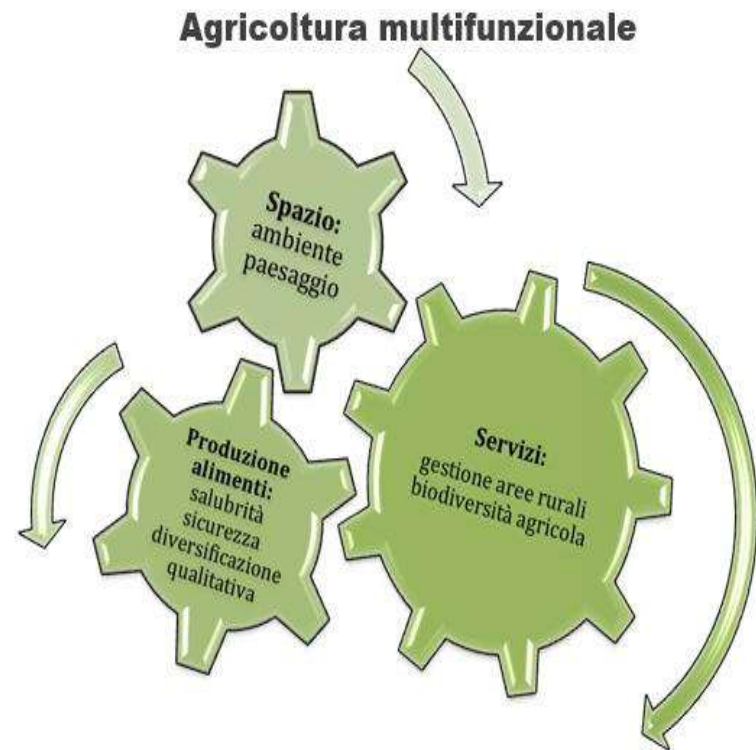 Agricoltura multifunzionale
Spazio:
ambiente
paesaggio
Produzione
alimenti:
salubrità
sicurezza
diversificazione
qualitativa
Servizi:
gestione aree rurali
biodiversità agricola